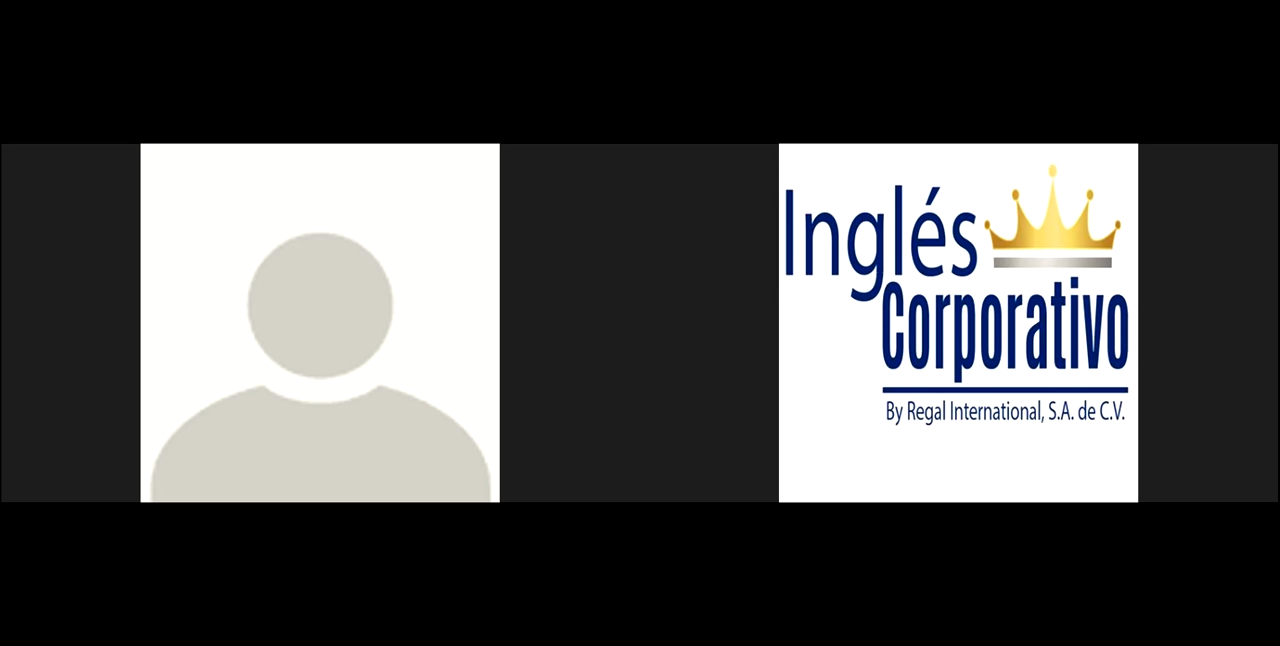 Inglés
Corporativo
By Regal International, S.A. de C.V.